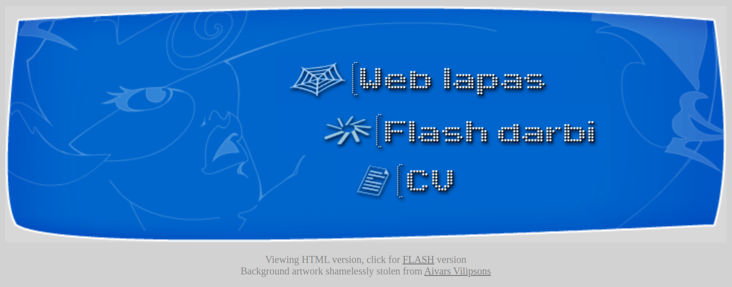 Web lapas
Flash darbi
CV
Viewing HTML version, click for FLASH version
Background artwork shamelessly stolen from Aivars Vilipsons